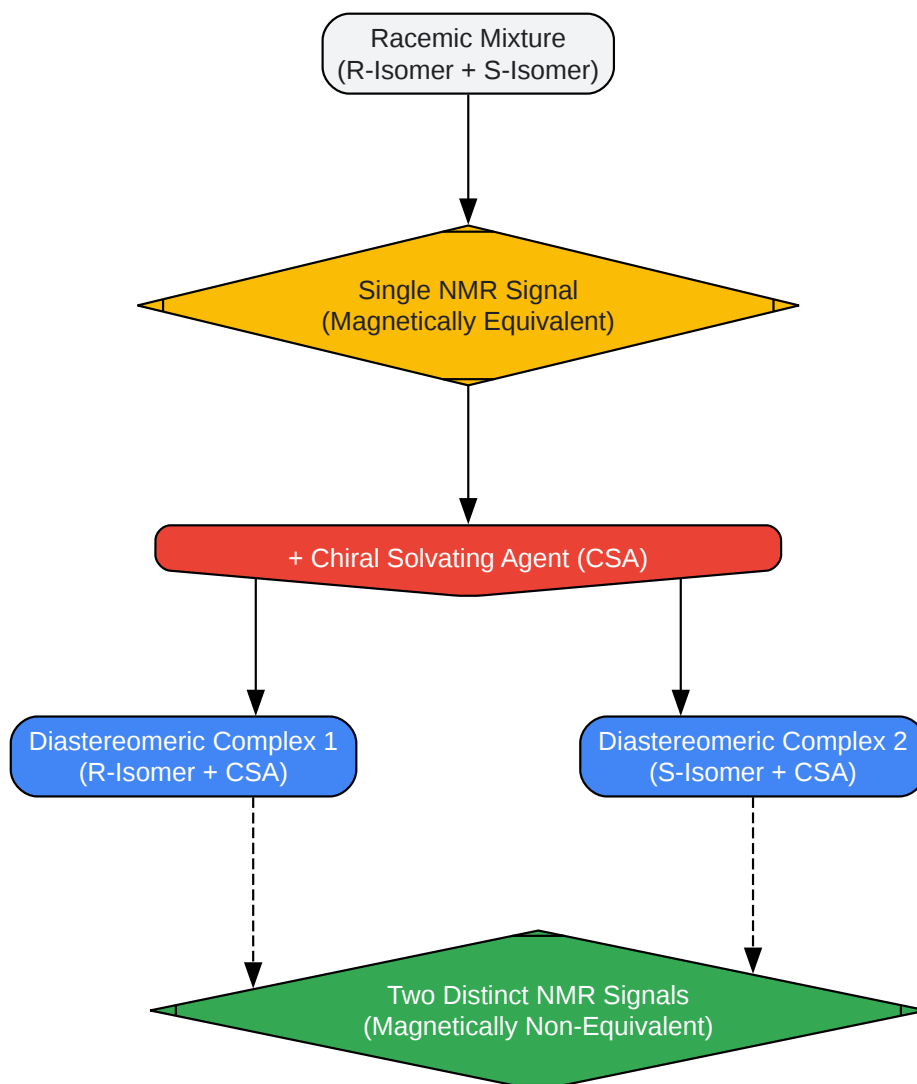 Racemic Mixture
(R-Isomer + S-Isomer)
Single NMR Signal
(Magnetically Equivalent)
+ Chiral Solvating Agent (CSA)
Diastereomeric Complex 1
(R-Isomer + CSA)
Diastereomeric Complex 2
(S-Isomer + CSA)
Two Distinct NMR Signals
(Magnetically Non-Equivalent)